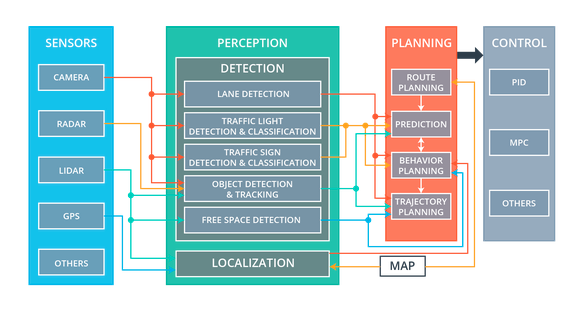 SENSORS
CAMERA
RADAR
LIDAR
GPS
OTHERS
PERCEPTION
DETECTION
LANE DETECTION
TRAFFIC LIGHT
DETECTION & CLASSIFICATION
TRAFFIC SIGN
DETECTION & CLASSIFICATION
OBJECT DETECTION
& TRACKING
FREE SPACE DETECTION
LOCALIZATION
PLANNING
ROUTE
PLANNING
PREDICTION
BEHAVIOR
PLANNING
TRAJECTORY
PLANNING
MAP
CONTROL
PID
MPC
OTHERS